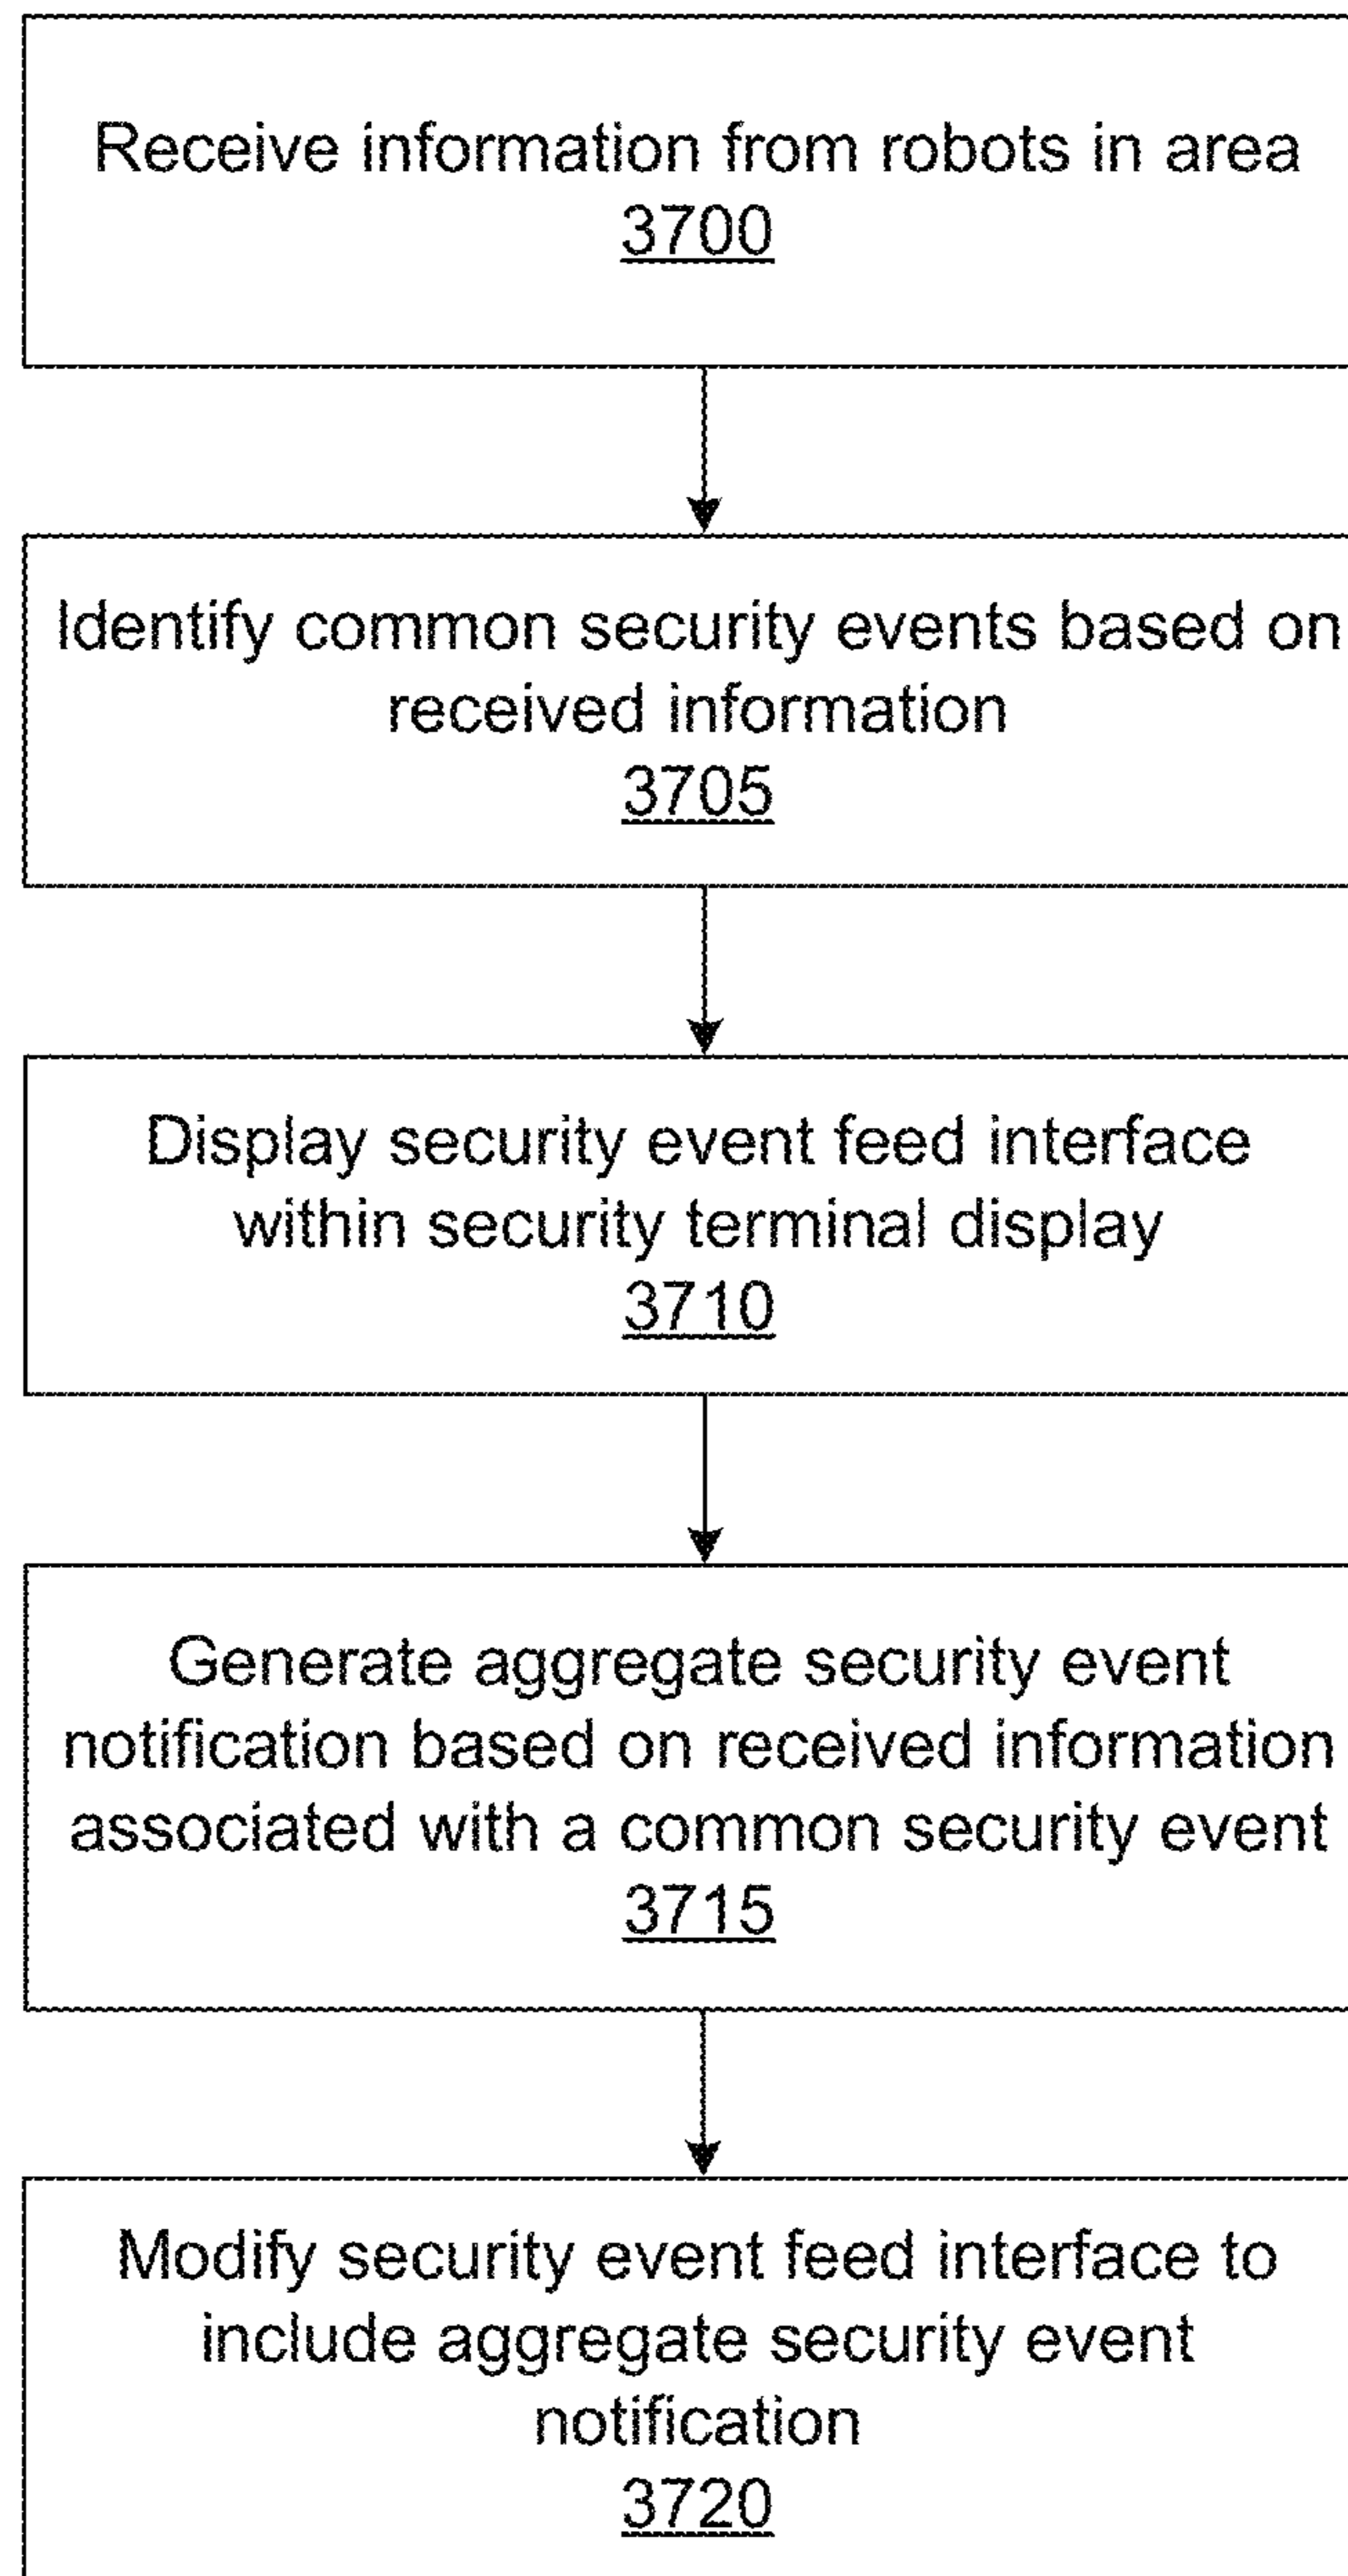 Receive information from robots in area
3700
Identify common security events based on
received information
3705
Display security event feed interface
within security terminal display
3710
Generate aggregate security event
notification based on received information
associated with a common security event
3715
Modify security event feed interface to
include aggregate security event
notification
3720